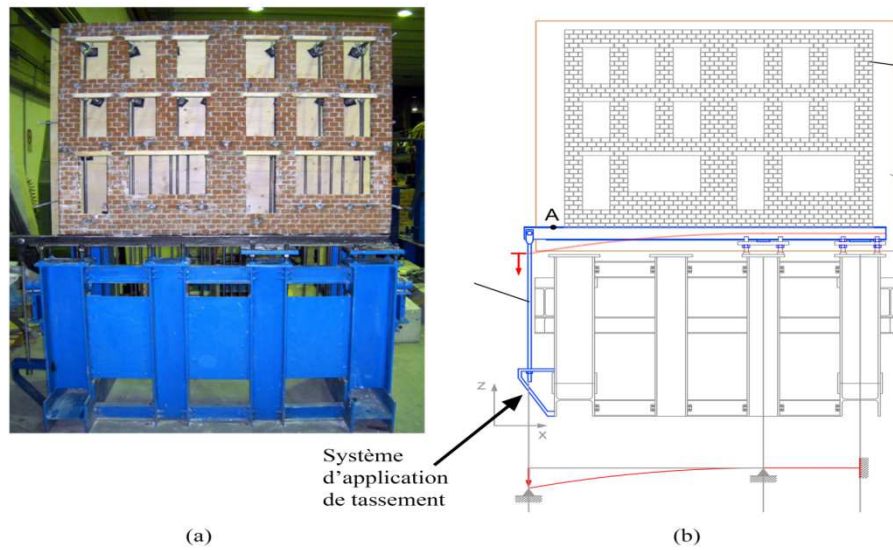 A
Z
X
Système
d'application
de tassement
(a)
(b)